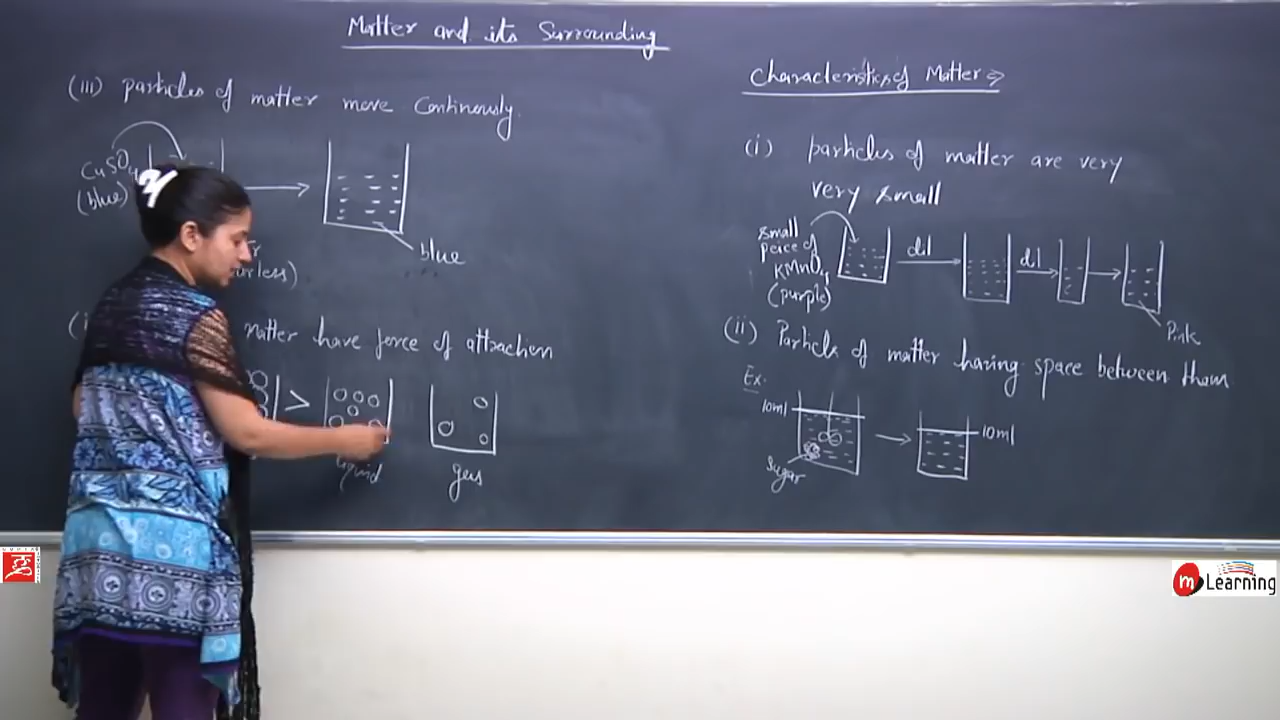 Matter and its Surrounding
(iii) particles of matter move Continously.
CuSO4
(blue)
blue
matter have force of attraction
>
liquid
gas
Characteristics of Matter ⇒
(i) particles of matter are very
very small
small
peice of
KMnO4
(purple)
dil
dil
Pink
(ii) Particles of matter having space between them
Ex.
10ml
Sugar
10ml
mLearning